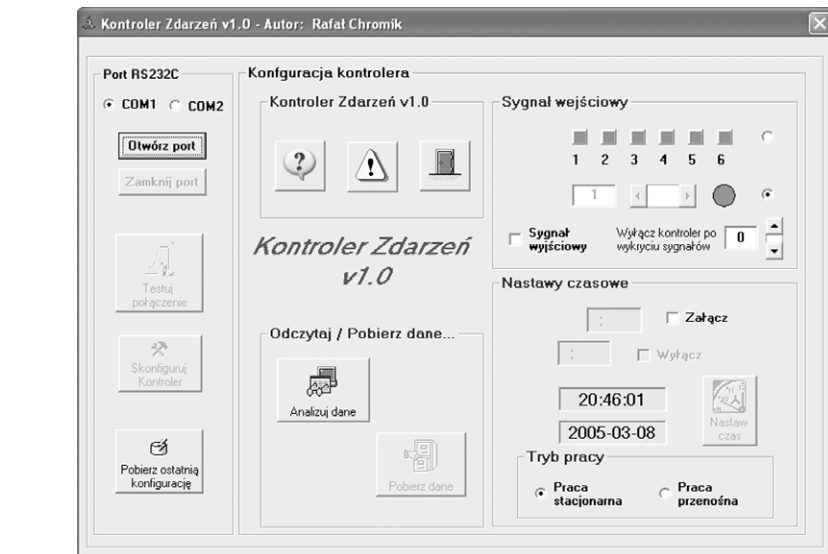 Kontroler Zdarzeń v1.0 - Autor: Rafał Chromik
Port RS232C
COM1 COM2
Otwórz port
Zamknij port
Testuj
połączenie
Skonfiguruj
Kontroler
Pobierz ostatnią
konfigurację
Konfguracja kontrolera
Kontroler Zdarzeń v1.0
Kontroler Zdarzeń
v1.0
Odczytaj / Pobierz dane...
Analizuj dane
Pobierz dane
Sygnał wejściowy
1 2 3 4 5 6
1
Sygnał
wyjściowy
Wyłącz kontroler po
wykryciu sygnałów
0
Nastawy czasowe
: Załącz
: Wyłącz
20:46:01
2005-03-08
Nastaw
czas
Tryb pracy
Praca
stacjonarna
Praca
przenośna